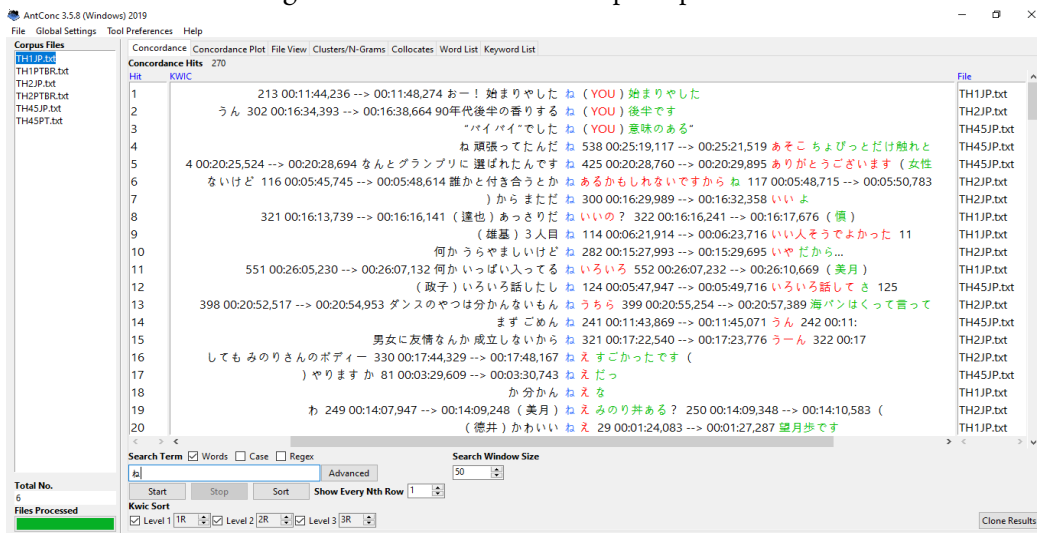 AntConc 3.5.8 (Windows) 2019
File Global Settings Tool Preferences Help
Corpus Files
TH1JP.txt
TH1PTBR.txt
TH2JP.txt
TH2PTBR.txt
TH45JP.txt
TH45PT.txt
Concordance Concordance Plot File View Clusters/N-Grams Collocates Word List Keyword List
Concordance Hits 270
Hit KWIC File
1 213 00:11:44,236 --> 00:11:48,274 おー！ 始まりやした ね （ YOU ) 始まりやした TH1JP.txt
2 うん 302 00:16:34,393 --> 00:16:38,664 90年代後半の香りする ね （ YOU ) 後半です TH2JP.txt
3 “バイ バイ”でした ね （ YOU ) 意味のある“ TH45JP.txt
4 ね 頑張ってたんだ ね 538 00:25:19,117 --> 00:25:21,519 あそこ ちょびっとだけ触れと TH45JP.txt
5 4 00:20:25,524 --> 00:20:28,694 なんとグランプリに 選ばれたんです ね 425 00:20:28,760 --> 00:20:29,895 ありがとうございます （ 女性 TH45JP.txt
6 ないけど 116 00:05:45,745 --> 00:05:48,614 誰かと付き合うとか ね あるかもしれないですから ね 117 00:05:48,715 --> 00:05:50,783 TH2JP.txt
7 ) から まただ ね 300 00:16:29,989 --> 00:16:32,358 いい よ TH2JP.txt
8 321 00:16:13,739 --> 00:16:16,141 （ 達也 ) あっさりだ ね いいの？ 322 00:16:16,241 --> 00:16:17,676 （ 慎 ) TH1JP.txt
9 （ 雄基 ) ３人目 ね 114 00:06:21,914 --> 00:06:23,716 いい人そうでよかった 11 TH1JP.txt
10 何か うらやましいけど ね 282 00:15:27,993 --> 00:15:29,695 いや だから... TH2JP.txt
11 551 00:26:05,230 --> 00:26:07,132 何か いっぱい入ってる ね いろいろ 552 00:26:07,232 --> 00:26:10,669 （ 美月 ) TH1JP.txt
12 （ 政子 ) いろいろ話したし ね 124 00:05:47,947 --> 00:05:49,716 いろいろ話して さ 125 TH45JP.txt
13 398 00:20:52,517 --> 00:20:54,953 ダンスのやつは分かんないもん ね うちら 399 00:20:55,254 --> 00:20:57,389 海パンはくって言って TH2JP.txt
14 まず ごめん ね 241 00:11:43,869 --> 00:11:45,071 うん 242 00:11: TH45JP.txt
15 男女に友情なんか 成立しないから ね 321 00:17:22,540 --> 00:17:23,776 うーん 322 00:17 TH2JP.txt
16 しても みのりさんのボディー 330 00:17:44,329 --> 00:17:48,167 ね え すごかったです （ TH2JP.txt
17 ) やります か 81 00:03:29,609 --> 00:03:30,743 ね え だっ TH45JP.txt
18 か 分かん ね え な TH1JP.txt
19 わ 249 00:14:07,947 --> 00:14:09,248 （ 美月 ) ね え みのり丼ある？ 250 00:14:09,348 --> 00:14:10,583 （ TH2JP.txt
20 （ 徳井 ) かわいい ね え 29 00:01:24,083 --> 00:01:27,287 望月歩です TH1JP.txt
Search Term Words Case Regex Search Window Size
ね Advanced 50
Total No.
6
Start Stop Sort Show Every Nth Row 1
Files Processed
Kwic Sort
Level 1 1R Level 2 2R Level 3 3R Clone Results